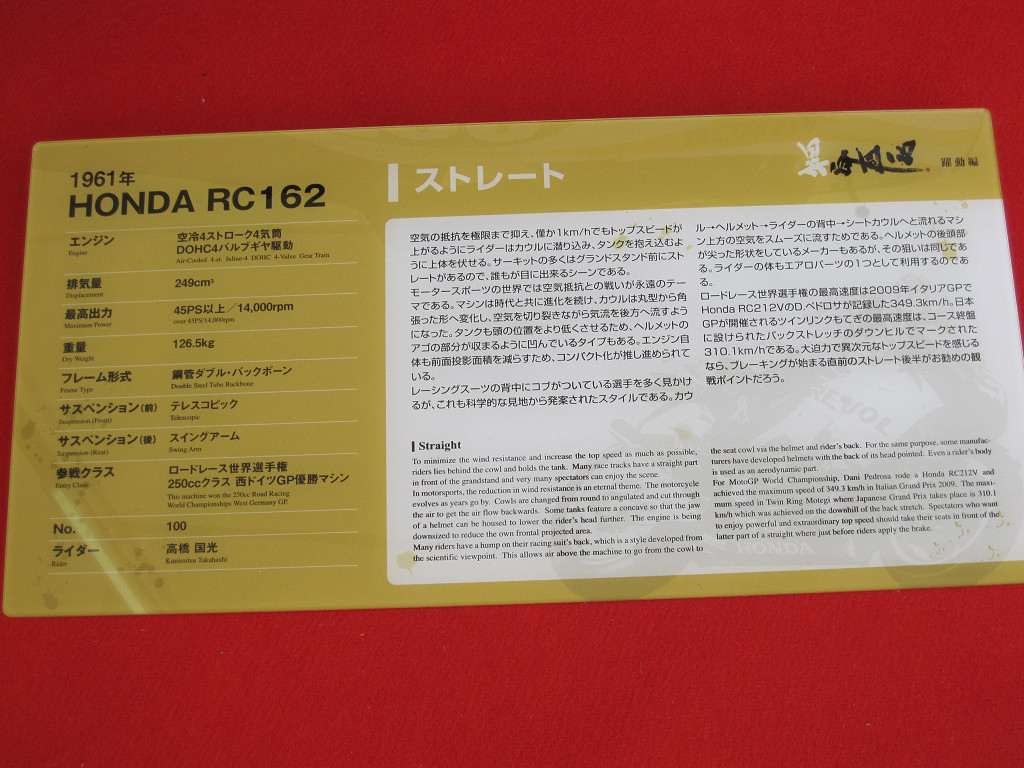 1961年
HONDA RC162
エンジン
Engine
空冷4ストローク4気筒
DOHC4バルブギヤ駆動
Air-Cooled 4-st. Inline-4 DOHC 4-Valve Gear Train
排気量
Displacement
249cm³
最高出力
Maximum Power
45PS以上／14,000rpm
over 45PS/14,000rpm
重量
Dry Weight
126.5kg
フレーム形式
Frame Type
鋼管ダブル・バックボーン
Double Steel Tube Backbone
サスペンション(前)
Suspension (Front)
テレスコピック
Telescopic
サスペンション(後)
Suspension (Rear)
スイングアーム
Swing Arm
参戦クラス
Entry Class
ロードレース世界選手権
250ccクラス 西ドイツGP優勝マシン
This machine won the 250cc Road Racing
World Championships West Germany GP.
No.
100
ライダー
Rider
高橋 国光
Kunimitsu Takahashi
ストレート
躍動編
空気の抵抗を極限まで抑え、僅か1km/hでもトップスピードが
上がるようにライダーはカウルに潜り込み、タンクを抱え込むよ
うに上体を伏せる。サーキットの多くはグランドスタンド前にスト
レートがあるので、誰もが目に出来るシーンである。
モータースポーツの世界では空気抵抗との戦いが永遠のテー
マである。マシンは時代と共に進化を続け、カウルは丸型から角
張った形へ変化し、空気を切り裂きながら気流を後方へ流すよう
になった。タンクも頭の位置をより低くさせるため、ヘルメットの
アゴの部分が収まるように凹んでいるタイプもある。エンジン自
体も前面投影面積を減らすため、コンパクト化が推し進められて
いる。
レーシングスーツの背中にコブがついている選手を多く見かけ
るが、これも科学的な見地から発案されたスタイルである。カウ
ル→ヘルメット→ライダーの背中→シートカウルへと流れるマシ
ン上方の空気をスムーズに流すためである。ヘルメットの後頭部
が尖った形状をしているメーカーもあるが、その狙いは同じであ
る。ライダーの体もエアロパーツの1つとして利用するのであ
る。
ロードレース世界選手権の最高速度は2009年イタリアGPで
Honda RC212VのD.ペドロサが記録した349.3km/h。日本
GPが開催されるツインリンクもてぎの最高速度は、コース終盤
に設けられたバックストレッチのダウンヒルでマークされた
310.1km/hである。大迫力で異次元なトップスピードを感じる
なら、ブレーキングが始まる直前のストレート後半がお勧めの観
戦ポイントだろう。
Straight
To minimize the wind resistance and increase the top speed as much as possible,
riders lies behind the cowl and holds the tank. Many race tracks have a straight part
in front of the grandstand and very many spectators can enjoy the scene.
In motorsports, the reduction in wind resistance is an eternal theme. The motorcycle
evolves as years go by. Cowls are changed from round to angulated and cut through
the air to get the air flow backwards. Some tanks feature a concave so that the jaw
of a helmet can be housed to lower the rider's head further. The engine is being
downsized to reduce the own frontal projected area.
Many riders have a hump on their racing suit's back, which is a style developed from
the scientific viewpoint. This allows air above the machine to go from the cowl to
the seat cowl via the helmet and rider's back. For the same purpose, some manufac-
turers have developed helmets with the back of its head pointed. Even a rider's body
is used as an aerodynamic part.
For MotoGP World Championship, Dani Pedrosa rode a Honda RC212V and
achieved the maximum speed of 349.3 km/h in Italian Grand Prix 2009. The maxi-
mum speed in Twin Ring Motegi where Japanese Grand Prix takes place is 310.1
km/h which was achieved on the downhill of the back stretch. Spectators who want
to enjoy powerful and extraordinary top speed should take their seats in front of the
latter part of a straight where just before riders apply the brake.
HONDA